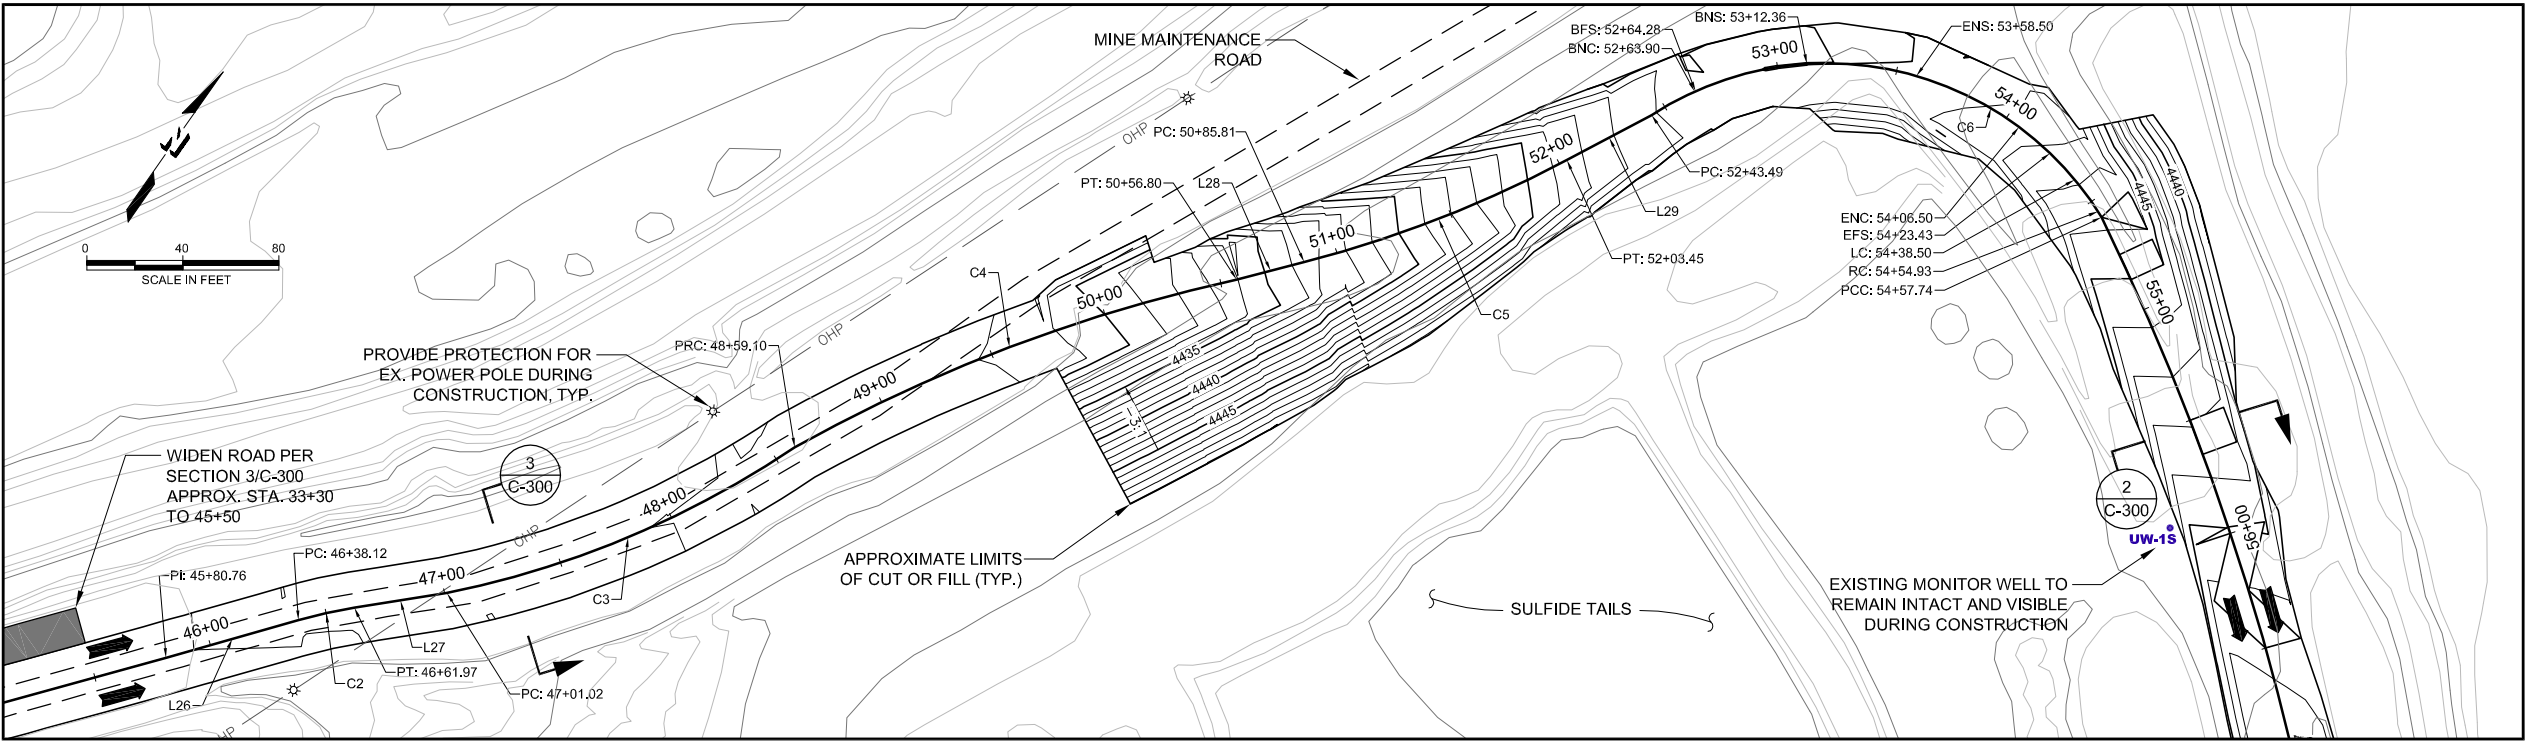 MINE MAINTENANCE
ROAD
BFS: 52+64.28
BNC: 52+63.90
BNS: 53+12.36
53+00
ENS: 53+58.50
54+00
C6
OHP
PC: 50+85.81
PT: 50+56.80
L28
52+00
PC: 52+43.49
L29
PT: 52+03.45
51+00
C5
4440
4445
ENC: 54+06.50
EFS: 54+23.43
LC: 54+38.50
RC: 54+54.93
PCC: 54+57.74
55+00
0 40 80
SCALE IN FEET
C4
50+00
OHP
PRC: 48+59.10
PROVIDE PROTECTION FOR
EX. POWER POLE DURING
CONSTRUCTION, TYP.
49+00
4435
4440
4445
3:1
WIDEN ROAD PER
SECTION 3/C-300
APPROX. STA. 33+30
TO 45+50
3
C-300
48+00
OHP
2
C-300
UW-1S
56+00
PC: 46+38.12
PI: 45+80.76
47+00
C3
APPROXIMATE LIMITS
OF CUT OR FILL (TYP.)
SULFIDE TAILS
EXISTING MONITOR WELL TO
REMAIN INTACT AND VISIBLE
DURING CONSTRUCTION
46+00
L27
PT: 46+61.97
C2
PC: 47+01.02
L26
OHP